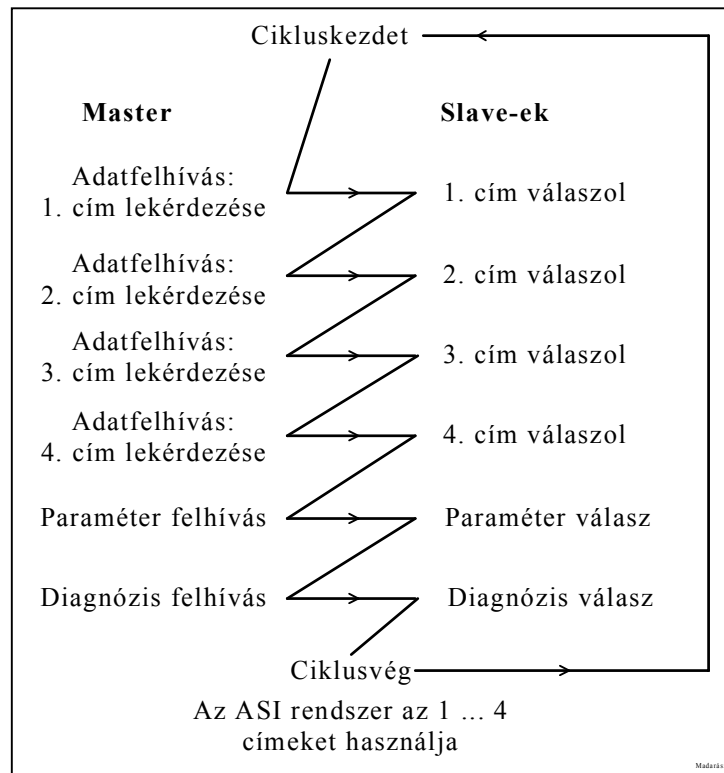 Cikluskezdet
Master
Slave-ek
Adatfelhívás:
1. cím lekérdezése
1. cím válaszol
Adatfelhívás:
2. cím lekérdezése
2. cím válaszol
Adatfelhívás:
3. cím lekérdezése
3. cím válaszol
Adatfelhívás:
4. cím lekérdezése
4. cím válaszol
Paraméter felhívás
Paraméter válasz
Diagnózis felhívás
Diagnózis válasz
Ciklusvég
Az ASI rendszer az 1 ... 4
címeket használja
Madarás